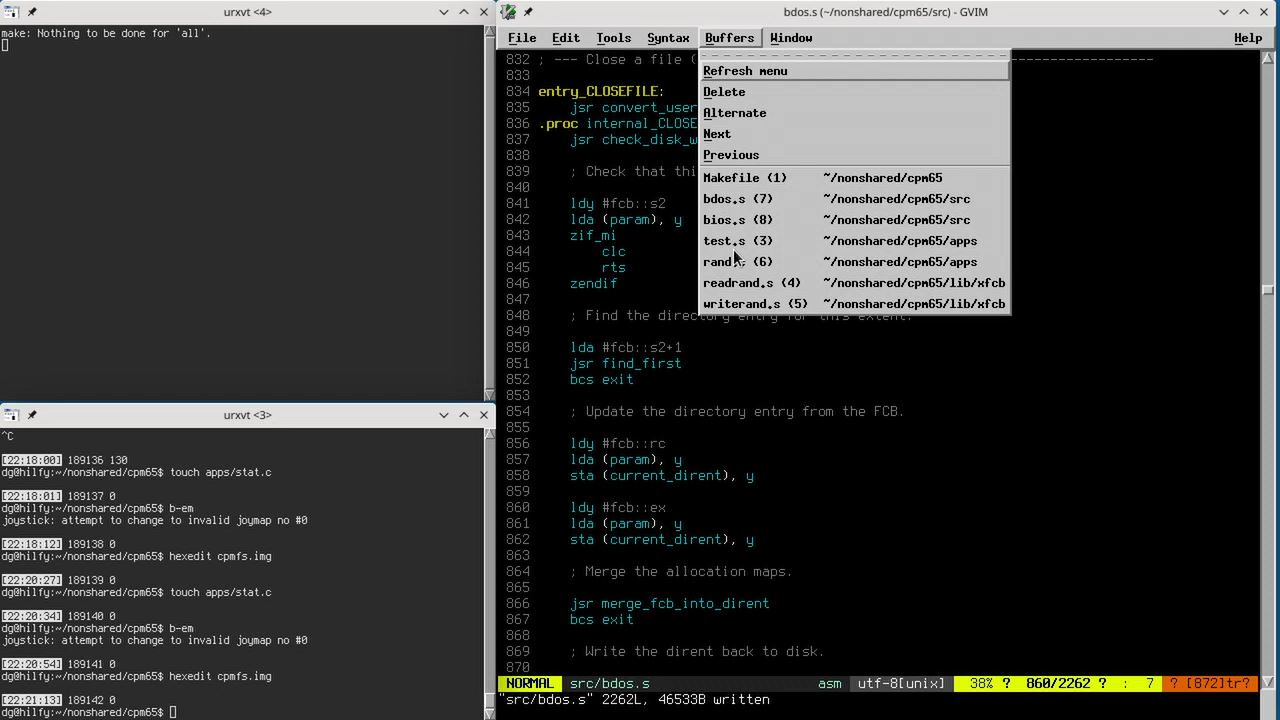 urxvt <4>
make: Nothing to be done for 'all'.
urxvt <3>
^C
[22:18:00] 189136 130
dg@hilfy:~/nonshared/cpm65$ touch apps/stat.c
[22:18:01] 189137 0
dg@hilfy:~/nonshared/cpm65$ b-em
joystick: attempt to change to invalid joymap no #0
[22:18:12] 189138 0
dg@hilfy:~/nonshared/cpm65$ hexedit cpmfs.img
[22:20:27] 189139 0
dg@hilfy:~/nonshared/cpm65$ touch apps/stat.c
[22:20:34] 189140 0
dg@hilfy:~/nonshared/cpm65$ b-em
joystick: attempt to change to invalid joymap no #0
[22:20:54] 189141 0
dg@hilfy:~/nonshared/cpm65$ hexedit cpmfs.img
[22:21:13] 189142 0
dg@hilfy:~/nonshared/cpm65$
bdos.s (~/nonshared/cpm65/src) - GVIM
File Edit Tools Syntax Buffers Window Help
Refresh menu
Delete
Alternate
Next
Previous
Makefile (1) ~/nonshared/cpm65
bdos.s (7) ~/nonshared/cpm65/src
bios.s (8) ~/nonshared/cpm65/src
test.s (3) ~/nonshared/cpm65/apps
(6) ~/nonshared/cpm65/apps
readrand.s (4) ~/nonshared/cpm65/lib/xfcb
writerand.s (5) ~/nonshared/cpm65/lib/xfcb
832 ; --- Close a file ( -----------------
833
834 entry_CLOSEFILE:
835 jsr convert_user
836 .proc internal_CLOSE
837 jsr check_disk_w
838
839 ; Check that thi
840
841 ldy #fcb::s2
842 lda (param), y
843 zif_mi
844 clc
845 rts
846 zendif
847
848 ; Find the directory entry for this extent.
849
850 lda #fcb::s2+1
851 jsr find_first
852 bcs exit
853
854 ; Update the directory entry from the FCB.
855
856 ldy #fcb::rc
857 lda (param), y
858 sta (current_dirent), y
859
860 ldy #fcb::ex
861 lda (param), y
862 sta (current_dirent), y
863
864 ; Merge the allocation maps.
865
866 jsr merge_fcb_into_dirent
867 bcs exit
868
869 ; Write the dirent back to disk.
870
NORMAL src/bdos.s asm utf-8[unix] 38% ? 860/2262 ? : 7 ? [872]tr?
"src/bdos.s" 2262L, 46533B written